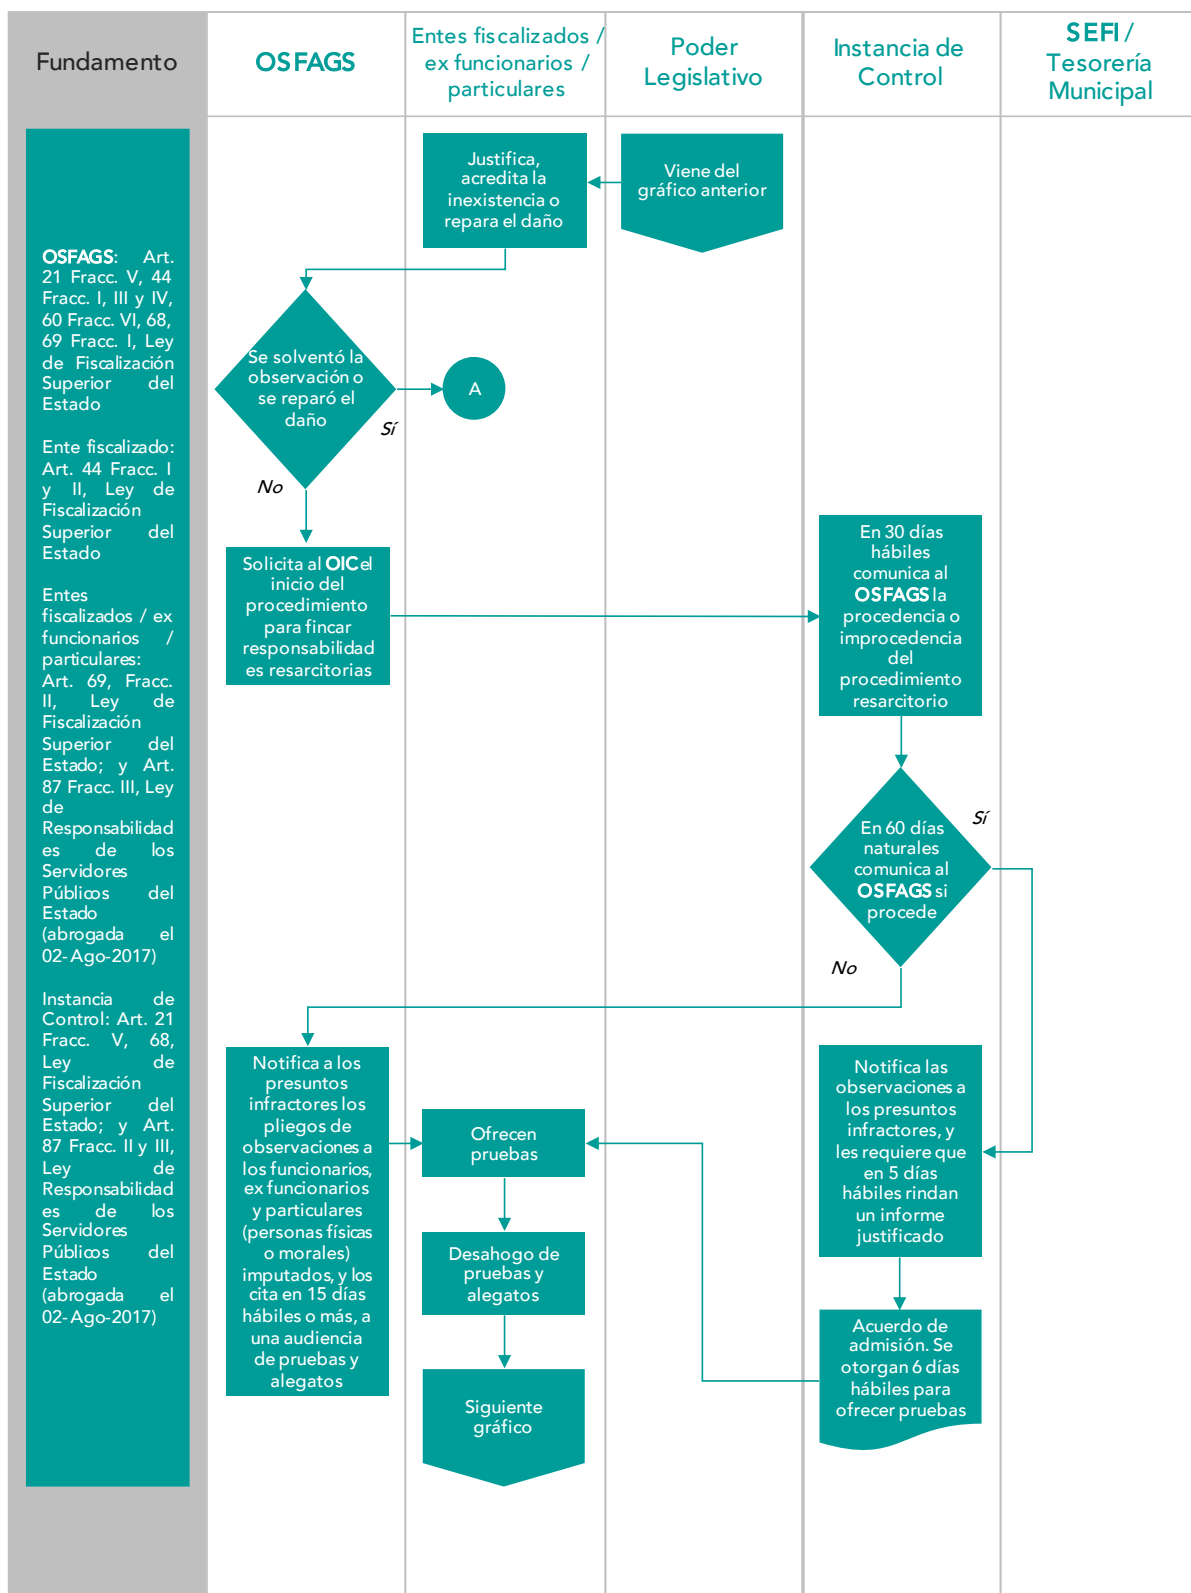 Fundamento
OSFAGS
Entes fiscalizados /
ex funcionarios /
particulares
Poder
Legislativo
Instancia de
Control
SEFI /
Tesorería
Municipal
OSFAGS: Art.
21 Fracc. V, 44
Fracc. I, III y IV,
60 Fracc. VI, 68,
69 Fracc. I, Ley
de Fiscalización
Superior del
Estado
Ente fiscalizado:
Art. 44 Fracc. I
y II, Ley de
Fiscalización
Superior del
Estado
Entes
fiscalizados / ex
funcionarios /
particulares:
Art. 69, Fracc.
II, Ley de
Fiscalización
Superior del
Estado; y Art.
87 Fracc. III, Ley
de
Responsabilidad
es de los
Servidores
Públicos del
Estado
(abrogada el
02-Ago-2017)
Instancia de
Control: Art. 21
Fracc. V, 68,
Ley de
Fiscalización
Superior del
Estado; y Art.
87 Fracc. II y III,
Ley de
Responsabilidad
es de los
Servidores
Públicos del
Estado
(abrogada el
02-Ago-2017)
Justifica,
acredita la
inexistencia o
repara el daño
Viene del
gráfico anterior
Se solventó la
observación o
se reparó el
daño
Sí
A
No
Solicita al OIC el
inicio del
procedimiento
para fincar
responsabilidad
es resarcitorias
En 30 días
hábiles
comunica al
OSFAGS la
procedencia o
improcedencia
del
procedimiento
resarcitorio
En 60 días
naturales
comunica al
OSFAGS si
procede
Sí
No
Notifica a los
presuntos
infractores los
pliegos de
observaciones a
los funcionarios,
ex funcionarios
y particulares
(personas físicas
o morales)
imputados, y los
cita en 15 días
hábiles o más, a
una audiencia
de pruebas y
alegatos
Ofrecen
pruebas
Desahogo de
pruebas y
alegatos
Siguiente
gráfico
Notifica las
observaciones a
los presuntos
infractores, y
les requiere que
en 5 días
hábiles rindan
un informe
justificado
Acuerdo de
admisión. Se
otorgan 6 días
hábiles para
ofrecer pruebas